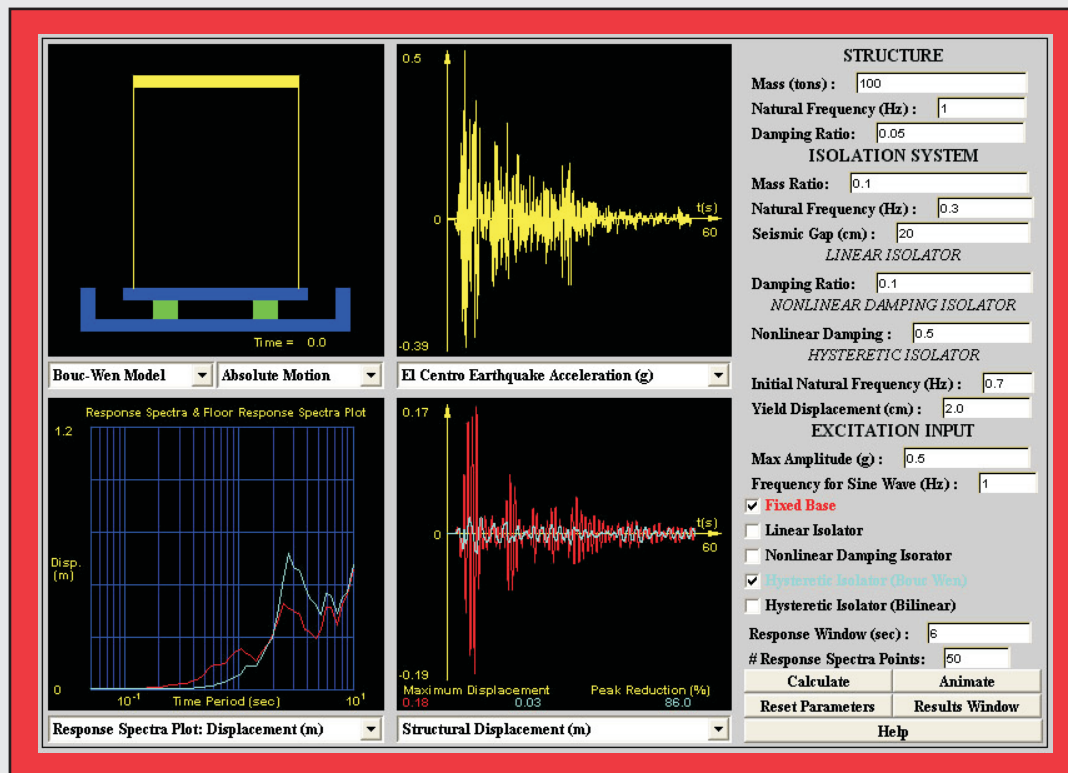 Time = 0.0
Bouc-Wen Model
Absolute Motion
0.5
0
t(s)
60
-0.39
El Centro Earthquake Acceleration (g)
Response Spectra & Floor Response Spectra Plot
1.2
Disp.
(m)
0
10-1
Time Period (sec)
101
Response Spectra Plot: Displacement (m)
0.17
0
t(s)
60
-0.19
Maximum Displacement Peak Reduction (%)
0.18 0.03 86.0
Structural Displacement (m)
STRUCTURE
Mass (tons) : 100
Natural Frequency (Hz) : 1
Damping Ratio: 0.05
ISOLATION SYSTEM
Mass Ratio: 0.1
Natural Frequency (Hz) : 0.3
Seismic Gap (cm) : 20
LINEAR ISOLATOR
Damping Ratio: 0.1
NONLINEAR DAMPING ISOLATOR
Nonlinear Damping : 0.5
HYSTERETIC ISOLATOR
Initial Natural Frequency (Hz) : 0.7
Yield Displacement (cm) : 2.0
EXCITATION INPUT
Max Amplitude (g) : 0.5
Frequency for Sine Wave (Hz) : 1
Fixed Base
Linear Isolator
Nonlinear Damping Isorator
Hysteretic Isolator (Bouc Wen)
Hysteretic Isolator (Bilinear)
Response Window (sec) : 6
# Response Spectra Points: 50
Calculate Animate
Reset Parameters Results Window
Help